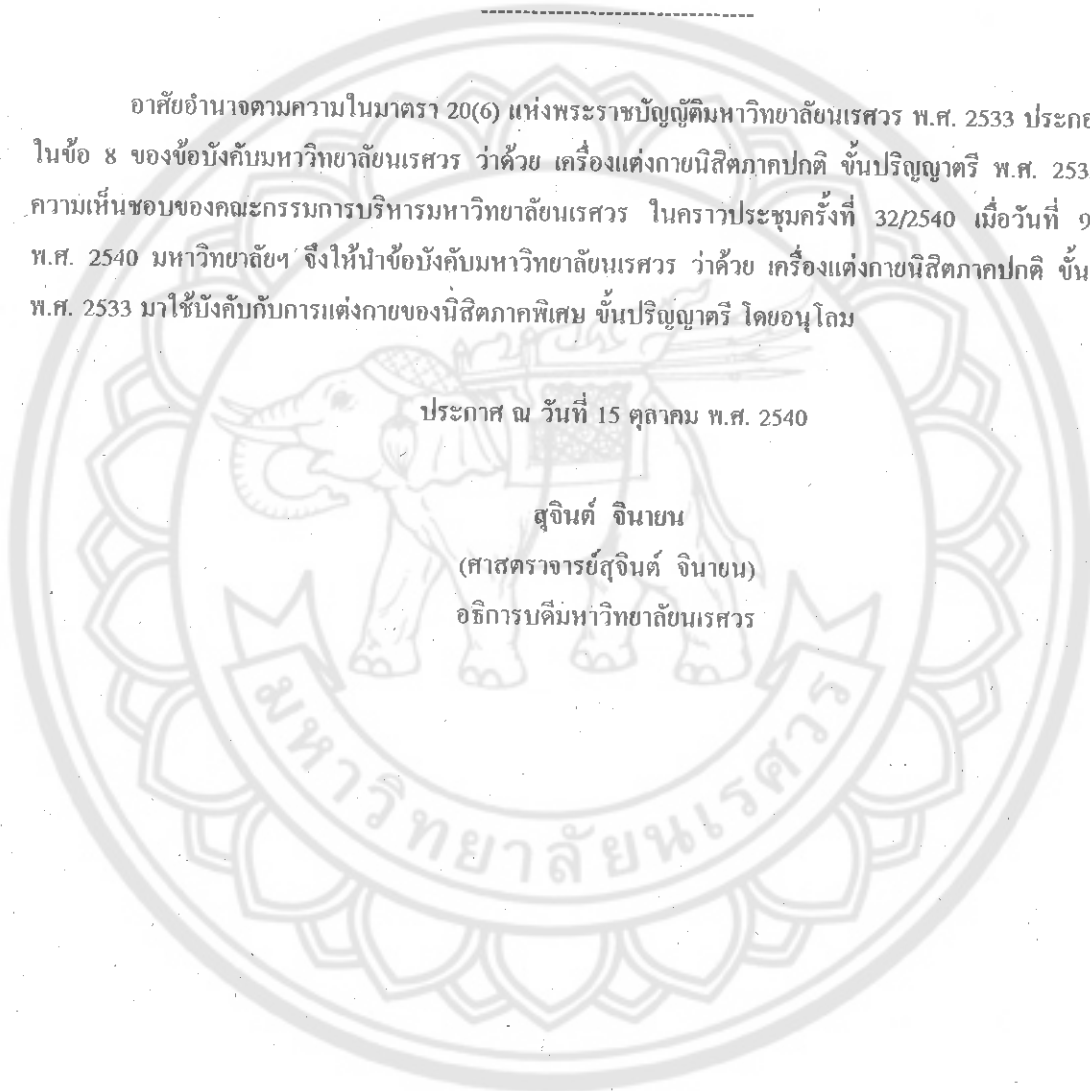 อาศัยอำนาจตามความในมาตรา 20(6) แห่งพระราชบัญญัติมหาวิทยาลัยนเรศวร พ.ศ. 2533
ในข้อ 8 ของข้อบังคับมหาวิทยาลัยนเรศวร ว่าด้วย เครื่องแต่งกายนิสิตภาคปกติ ขั้นปริญญาตรี พ.ศ. 253
ความเห็นชอบของคณะกรรมการบริหารมหาวิทยาลัยนเรศวร ในคราวประชุมครั้งที่ 32/2540 เมื่อวันที่ 9
พ.ศ. 2540 มหาวิทยาลัยฯ จึงให้นำข้อบังคับมหาวิทยาลัยนเรศวร ว่าด้วย เครื่องแต่งกายนิสิตภาคปกติ ขั้น
พ.ศ. 2533 มาใช้บังคับกับการแต่งกายของนิสิตภาคพิเศษ ขั้นปริญญาตรี โดยอนุโลม
ประกาศ ณ วันที่ 15 ตุลาคม พ.ศ. 2540
สุจินต์ จินายน
(ศาสตราจารย์สุจินต์ จินายน)
อธิการบดีมหาวิทยาลัยนเรศวร
มหาวิทยาลัยนเรศวร